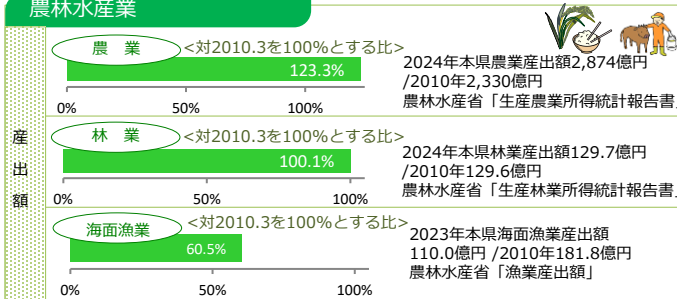 農林水産業
産出額
農　業
<対2010.3を100％とする比>
123.3%
0%
50%
100%
2024年本県農業産出額2,874億円
/2010年2,330億円
農林水産省「生産農業所得統計報告書」
林　業
<対2010.3を100％とする比>
100.1%
0%
50%
100%
2024年本県林業産出額129.7億円
/2010年129.6億円
農林水産省「生産林業所得統計報告書」
海面漁業
<対2010.3を100％とする比>
60.5%
0%
50%
100%
2023年本県海面漁業産出額
110.0億円 /2010年181.8億円
農林水産省「漁業産出額」